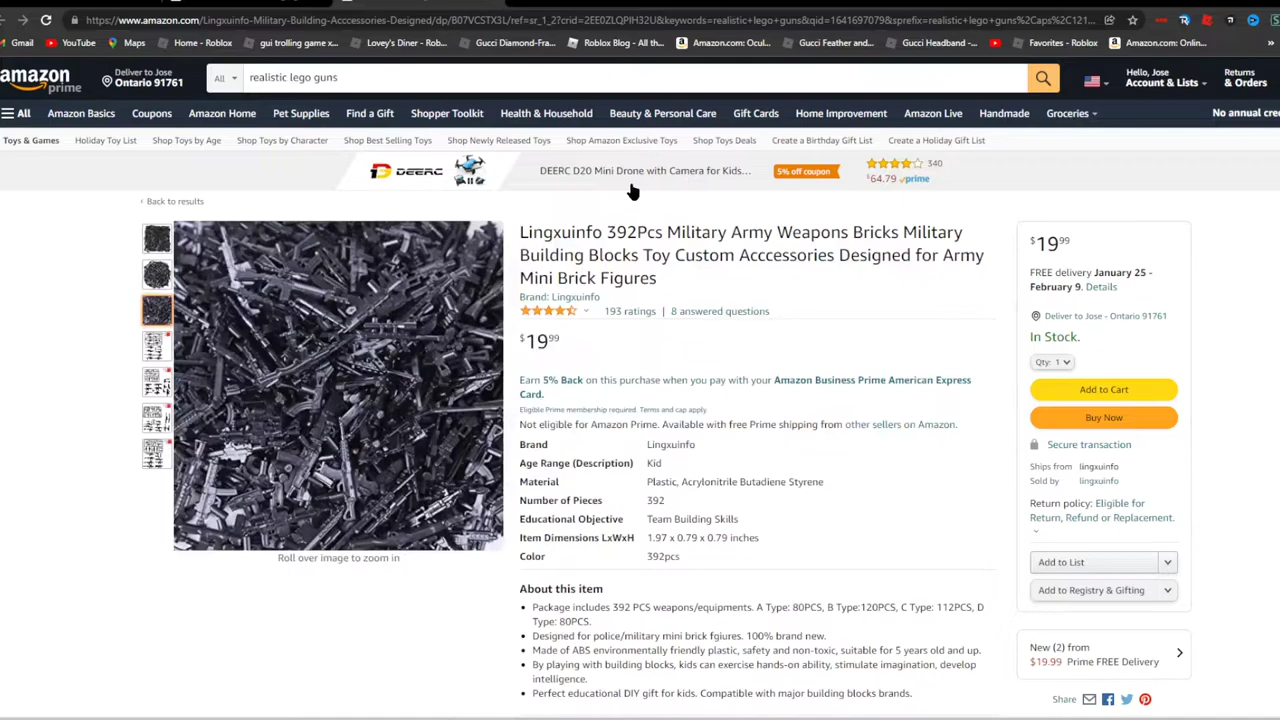 https://www.amazon.com/Lingxuinfo-Military-Building-Acccessories-Designed/dp/B07VCSTX3L/ref=sr_1_2?crid=2EE0ZLQPIH32U&keywords=realistic+lego+guns&qid=1641697079&sprefix=realistic+lego+guns%2Caps%2C121...
Gmail YouTube Maps Home - Roblox gui trolling game x... Lovey's Diner - Rob... Gucci Diamond-Fra... Roblox Blog - All th... Amazon.com: Ocul... Gucci Feather and... Gucci Headband -... Favorites - Roblox Amazon.com: Onlin... »
amazon prime
Deliver to Jose
Ontario 91761
All realistic lego guns
Hello, Jose
Account & Lists
Returns
& Orders
All Amazon Basics Coupons Amazon Home Pet Supplies Find a Gift Shopper Toolkit Health & Household Beauty & Personal Care Gift Cards Home Improvement Amazon Live Handmade Groceries No annual cre
Toys & Games Holiday Toy List Shop Toys by Age Shop Toys by Character Shop Best Selling Toys Shop Newly Released Toys Shop Amazon Exclusive Toys Shop Toys Deals Create a Birthday Gift List Create a Holiday Gift List
DEERC DEERC D20 Mini Drone with Camera for Kids... 5% off coupon 340
$64.79 prime
‹ Back to results
Lingxuinfo 392Pcs Military Army Weapons Bricks Military
Building Blocks Toy Custom Acccessories Designed for Army
Mini Brick Figures
Brand: Lingxuinfo
193 ratings | 8 answered questions
$19 99
Earn 5% Back on this purchase when you pay with your Amazon Business Prime American Express
Card.
Eligible Prime membership required. Terms and cap apply.
Not eligible for Amazon Prime. Available with free Prime shipping from other sellers on Amazon.
Brand Lingxuinfo
Age Range (Description) Kid
Material Plastic, Acrylonitrile Butadiene Styrene
Number of Pieces 392
Educational Objective Team Building Skills
Item Dimensions LxWxH 1.97 x 0.79 x 0.79 inches
Color 392pcs
Roll over image to zoom in
About this item
• Package includes 392 PCS weapons/equipments. A Type: 80PCS, B Type:120PCS, C Type: 112PCS, D
Type: 80PCS.
• Designed for police/military mini brick fgiures. 100% brand new.
• Made of ABS environmentally friendly plastic, safety and non-toxic, suitable for 5 years old and up.
• By playing with building blocks, kids can exercise hands-on ability, stimulate imagination, develop
intelligence.
• Perfect educational DIY gift for kids. Compatible with major building blocks brands.
$19 99
FREE delivery January 25 -
February 9. Details
Deliver to Jose - Ontario 91761
In Stock.
Qty: 1
Add to Cart
Buy Now
Secure transaction
Ships from lingxuinfo
Sold by lingxuinfo
Return policy: Eligible for
Return, Refund or Replacement.
Add to List
Add to Registry & Gifting
New (2) from
$19.99 Prime FREE Delivery
Share